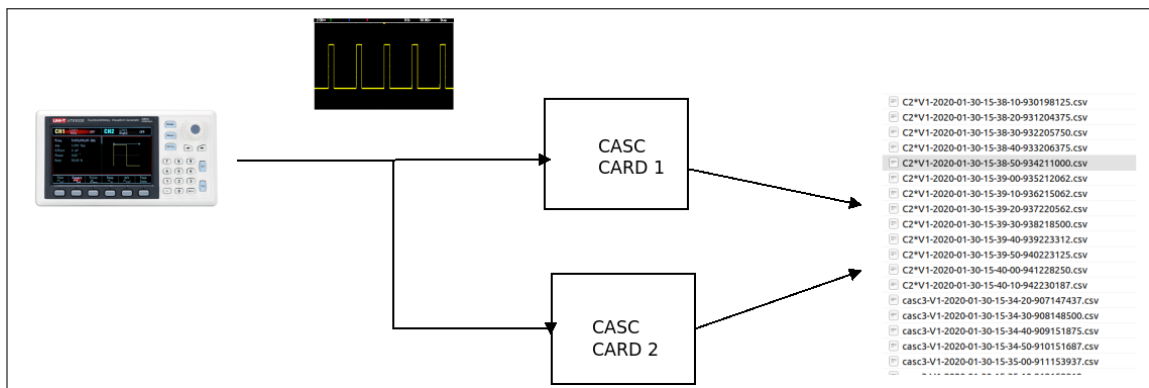 UNI-T
CH1
CH2
CASC
CARD 1
CASC
CARD 2
C2*V1-2020-01-30-15-38-10-930198125.csv
C2*V1-2020-01-30-15-38-20-931204375.csv
C2*V1-2020-01-30-15-38-30-932205750.csv
C2*V1-2020-01-30-15-38-40-933206375.csv
C2*V1-2020-01-30-15-38-50-934211000.csv
C2*V1-2020-01-30-15-39-00-935212062.csv
C2*V1-2020-01-30-15-39-10-936215062.csv
C2*V1-2020-01-30-15-39-20-937220562.csv
C2*V1-2020-01-30-15-39-30-938218500.csv
C2*V1-2020-01-30-15-39-40-939223312.csv
C2*V1-2020-01-30-15-39-50-940223125.csv
C2*V1-2020-01-30-15-40-00-941228250.csv
C2*V1-2020-01-30-15-40-10-942230187.csv
casc3-V1-2020-01-30-15-34-20-907147437.csv
casc3-V1-2020-01-30-15-34-30-908148500.csv
casc3-V1-2020-01-30-15-34-40-909151875.csv
casc3-V1-2020-01-30-15-34-50-910151687.csv
casc3-V1-2020-01-30-15-35-00-911153937.csv